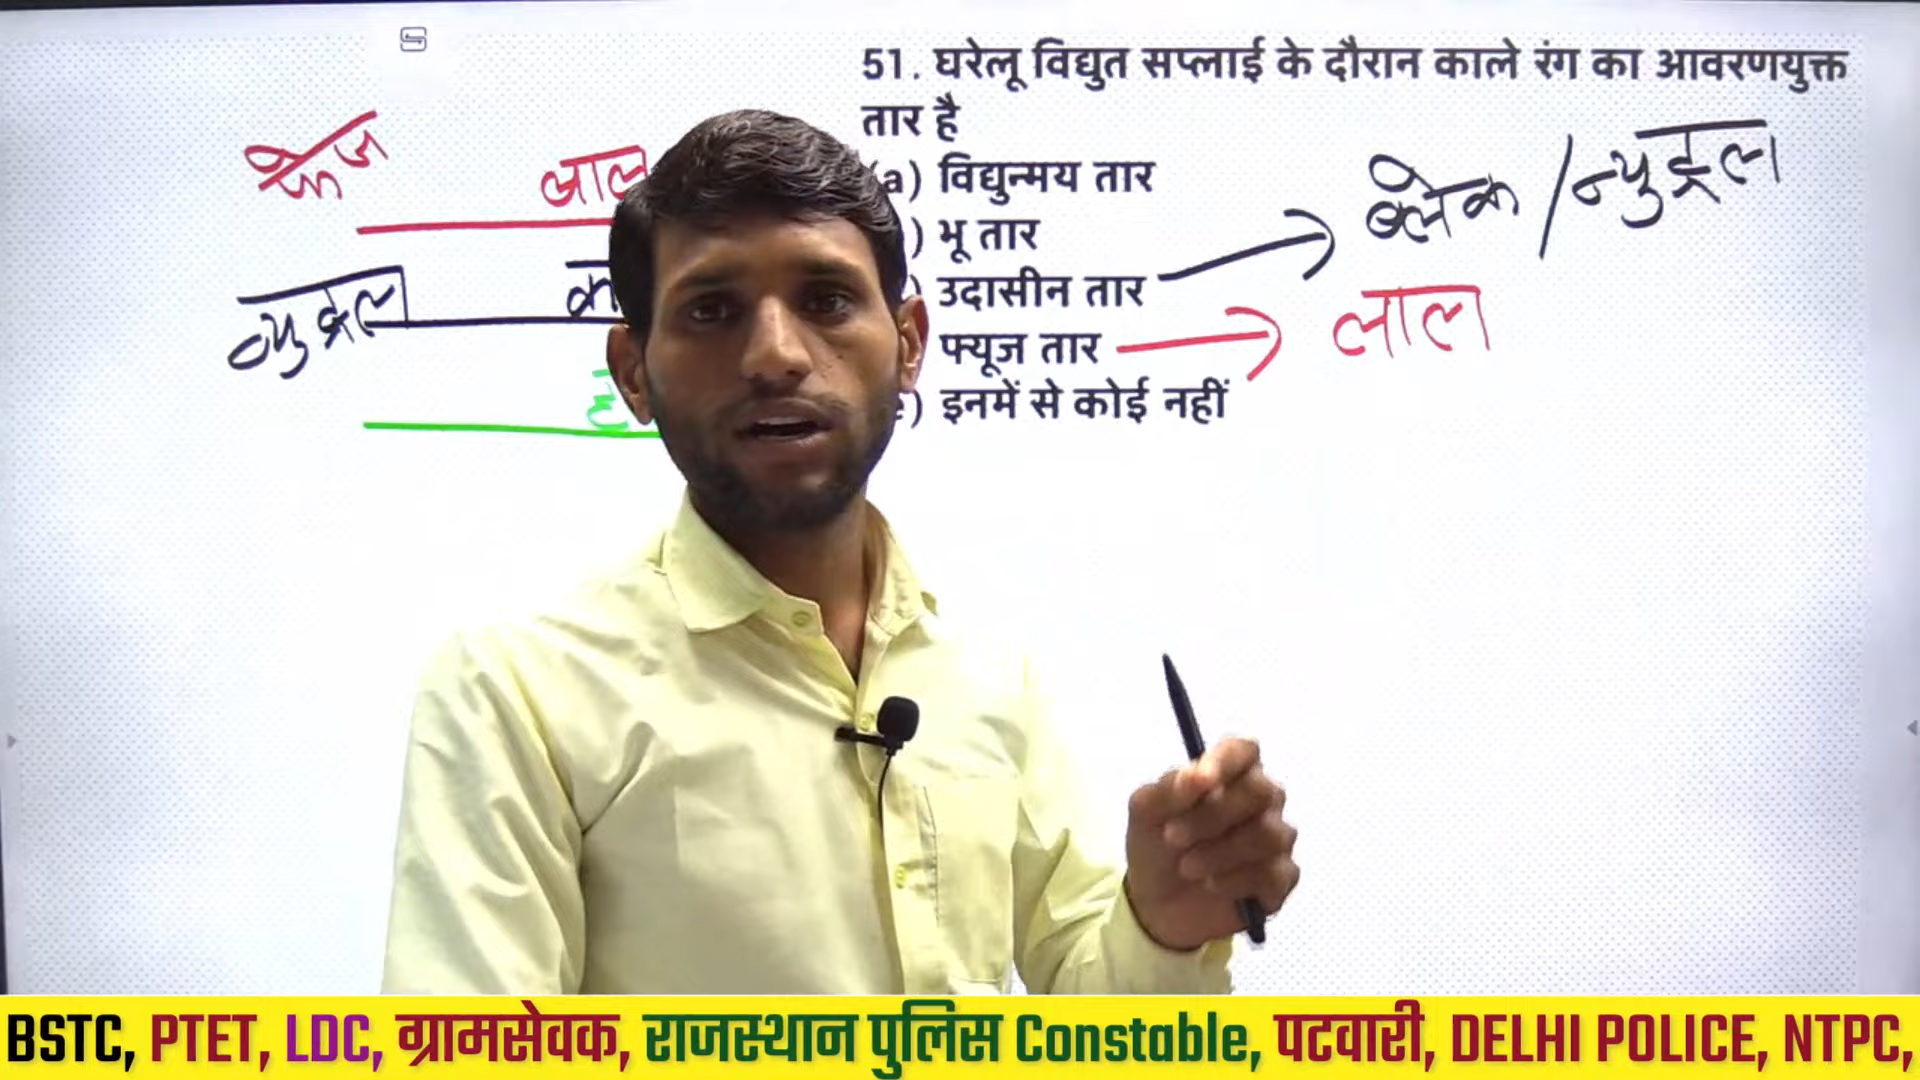 51. घरेलू विद्युत सप्लाई के दौरान काले रंग का आवरणयुक्त
तार है
a) विद्युन्मय तार
) भू तार
) उदासीन तार
फ्यूज तार
e) इनमें से कोई नहीं
फेज लाल
न्युट्रल का
ह
ब्लेक / न्युट्रल
लाल
BSTC, PTET, LDC, ग्रामसेवक, राजस्थान पुलिस Constable, पटवारी, DELHI POLICE, NTPC,